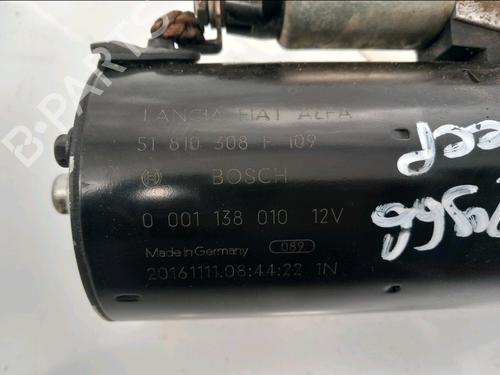 LANCIA FIAT ALFA
51 810 308 F 109
BOSCH
0 001 138 010 12V
Made in Germany 089
20161111.08:44:22 1N
B-PARTS